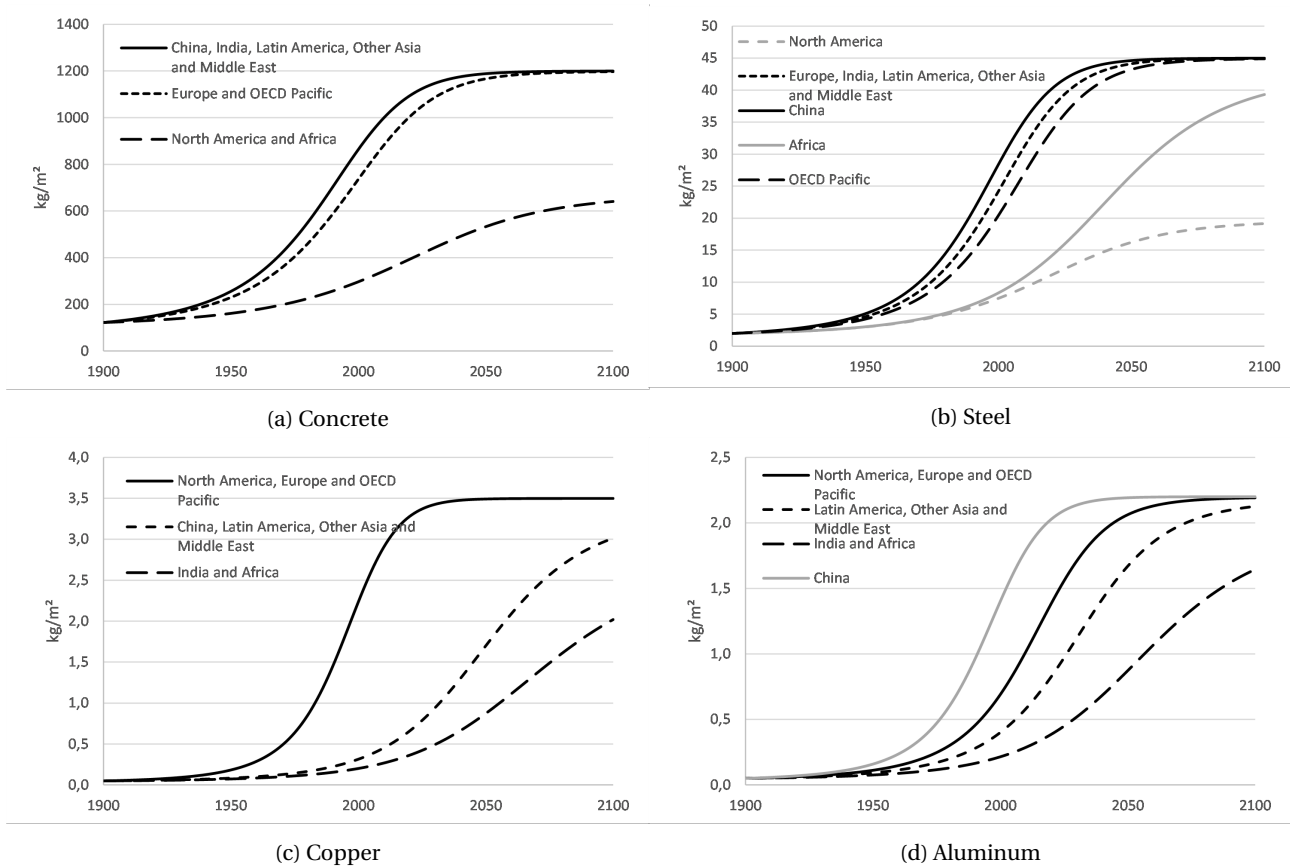 1400
1200
1000
800
600
400
200
0
kg/m²
China, India, Latin America, Other Asia
and Middle East
Europe and OECD Pacific
North America and Africa
1900 1950 2000 2050 2100
(a) Concrete
50
45
40
35
30
25
20
15
10
5
0
kg/m²
North America
Europe, India, Latin America, Other Asia
and Middle East
China
Africa
OECD Pacific
1900 1950 2000 2050 2100
(b) Steel
4,0
3,5
3,0
2,5
2,0
1,5
1,0
0,5
0,0
kg/m²
North America, Europe and OECD
Pacific
China, Latin America, Other Asia and
Middle East
India and Africa
1900 1950 2000 2050 2100
(c) Copper
2,5
2,0
1,5
1,0
0,5
0,0
kg/m²
North America, Europe and OECD
Pacific
Latin America, Other Asia and
Middle East
India and Africa
China
1900 1950 2000 2050 2100
(d) Aluminum